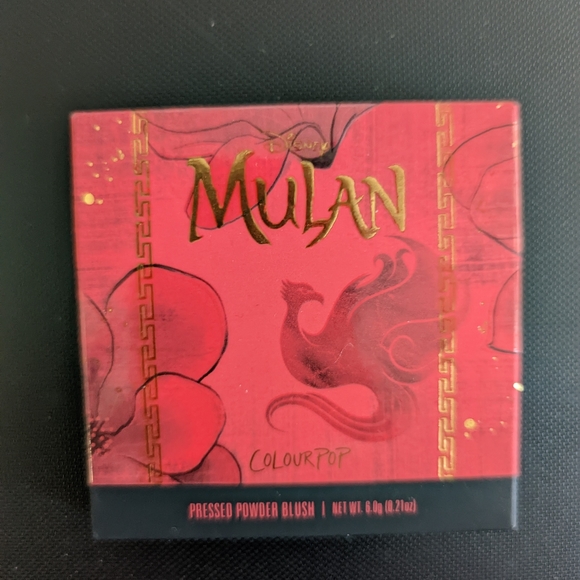 DISNEY
MULAN
COLOURPOP
PRESSED POWDER BLUSH | NET WT. 6.0g (0.21oz)